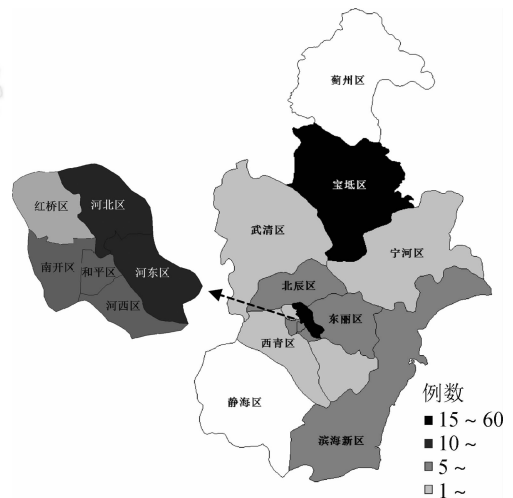 蓟州区
宝坻区
武清区
宁河区
红桥区
河北区
南开区
和平区
河东区
河西区
北辰区
东丽区
西青区
静海区
滨海新区
例数
15 ~ 60
10 ~
5 ~
1 ~